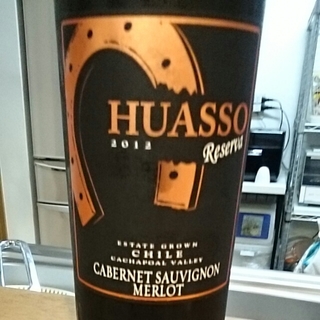 HUASSO
2012
Reserva
ESTATE GROWN
CHILE
CACHAPOAL VALLEY
CABERNET SAUVIGNON
MERLOT